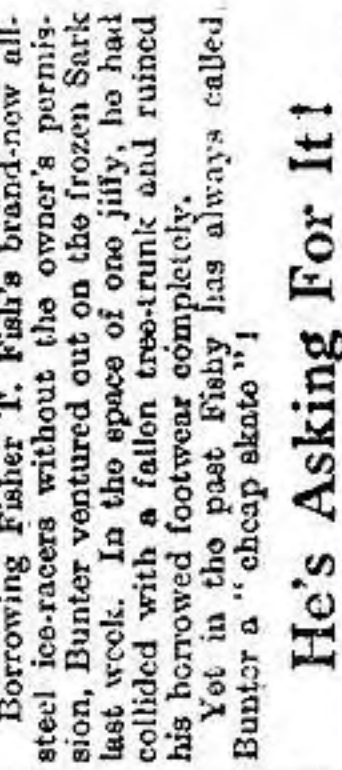 Borrowing Fisher T. Fish's brand-new all-
steel ice-racers without the owner's permis-
sion, Bunter ventured out on the frozen Sark
last week. In the space of one jiffy, he had
collided with a fallen tree-trunk and ruined
his borrowed footwear completely.
Yet in the past Fishy has always called
Bunter a "cheap skate"!
He's Asking For It!